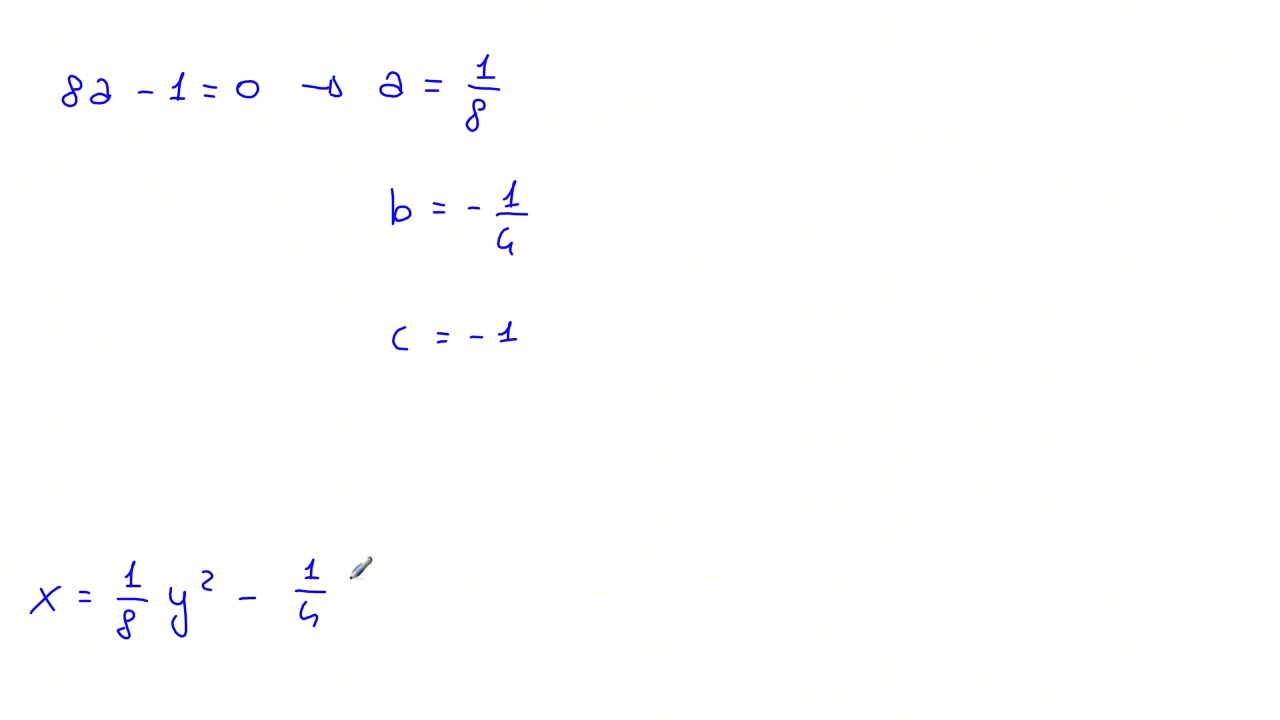 8a - 1 = 0 → a = 1/8
b = - 1/4
c = - 1
x = 1/8 y² - 1/4